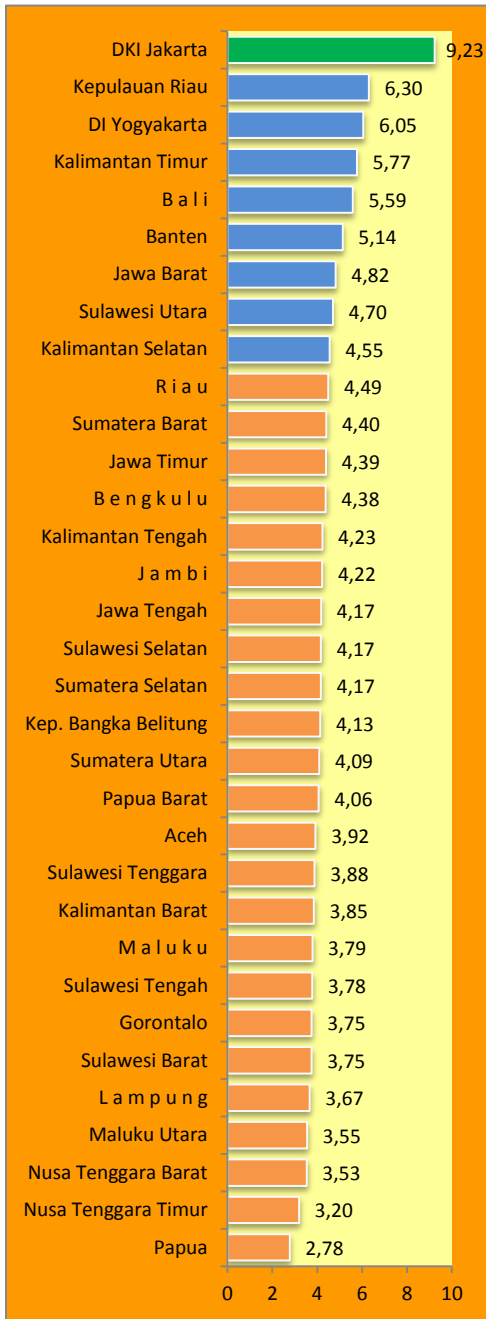 DKI Jakarta 9,23
Kepulauan Riau 6,30
DI Yogyakarta 6,05
Kalimantan Timur 5,77
B a l i 5,59
Banten 5,14
Jawa Barat 4,82
Sulawesi Utara 4,70
Kalimantan Selatan 4,55
R i a u 4,49
Sumatera Barat 4,40
Jawa Timur 4,39
B e n g k u l u 4,38
Kalimantan Tengah 4,23
J a m b i 4,22
Jawa Tengah 4,17
Sulawesi Selatan 4,17
Sumatera Selatan 4,17
Kep. Bangka Belitung 4,13
Sumatera Utara 4,09
Papua Barat 4,06
Aceh 3,92
Sulawesi Tenggara 3,88
Kalimantan Barat 3,85
M a l u k u 3,79
Sulawesi Tengah 3,78
Gorontalo 3,75
Sulawesi Barat 3,75
L a m p u n g 3,67
Maluku Utara 3,55
Nusa Tenggara Barat 3,53
Nusa Tenggara Timur 3,20
Papua 2,78
0 2 4 6 8 10